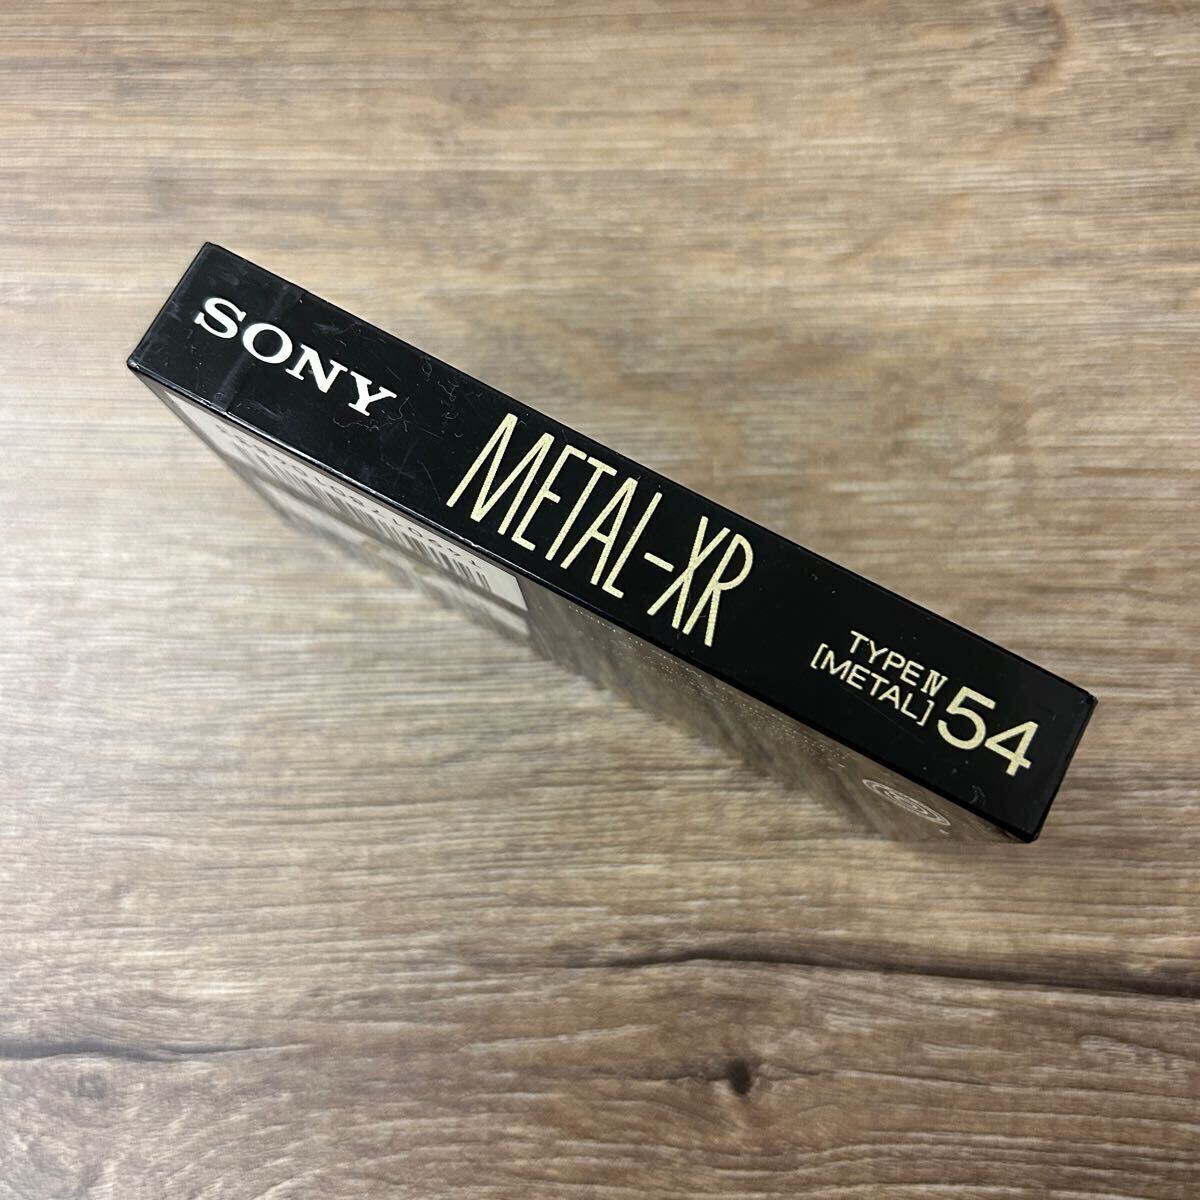 SONY
METAL-XR
TYPE IV
[METAL]
54